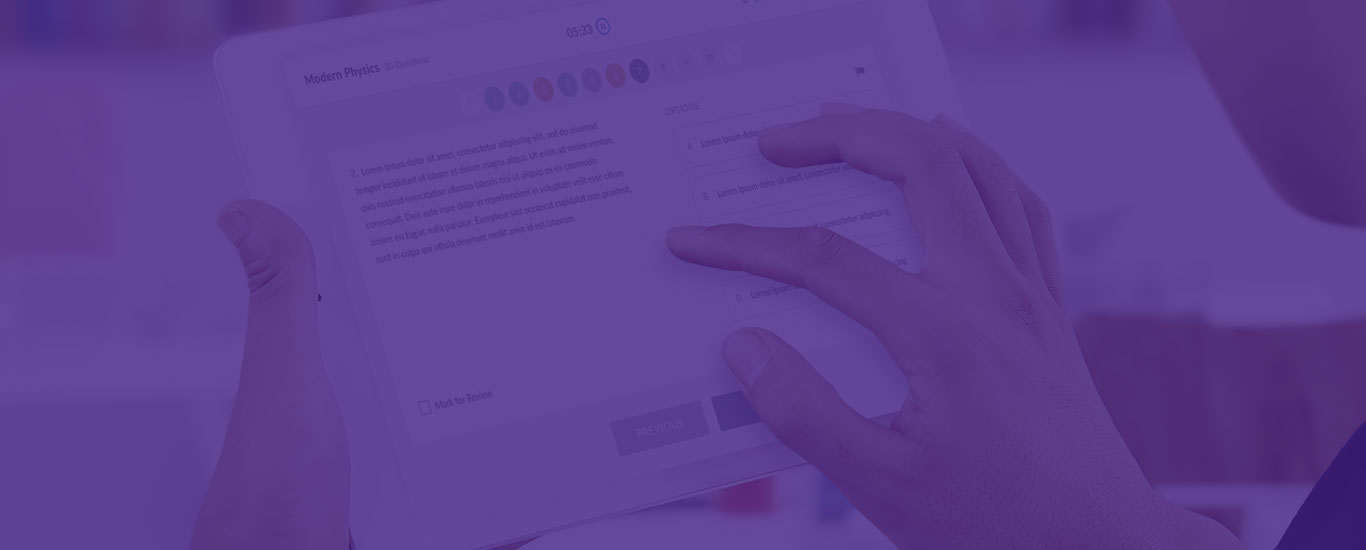 05:33
Modern Physics 30 Questions
1 2 3 4 5 6 7 8 9 10
7. Lorem ipsum dolor sit amet, consectetur adipiscing elit, sed do eiusmod
tempor incididunt ut labore et dolore magna aliqua. Ut enim ad minim veniam,
quis nostrud exercitation ullamco laboris nisi ut aliquip ex ea commodo
consequat. Duis aute irure dolor in reprehenderit in voluptate velit esse cillum
dolore eu fugiat nulla pariatur. Excepteur sint occaecat cupidatat non proident,
sunt in culpa qui officia deserunt mollit anim id est laborum.
OPTIONS
A Lorem ipsum dolor
B Lorem ipsum dolor sit amet, consectetur
consectetur adipiscing
D Lorem ipsum
Mark for Review
PREVIOUS